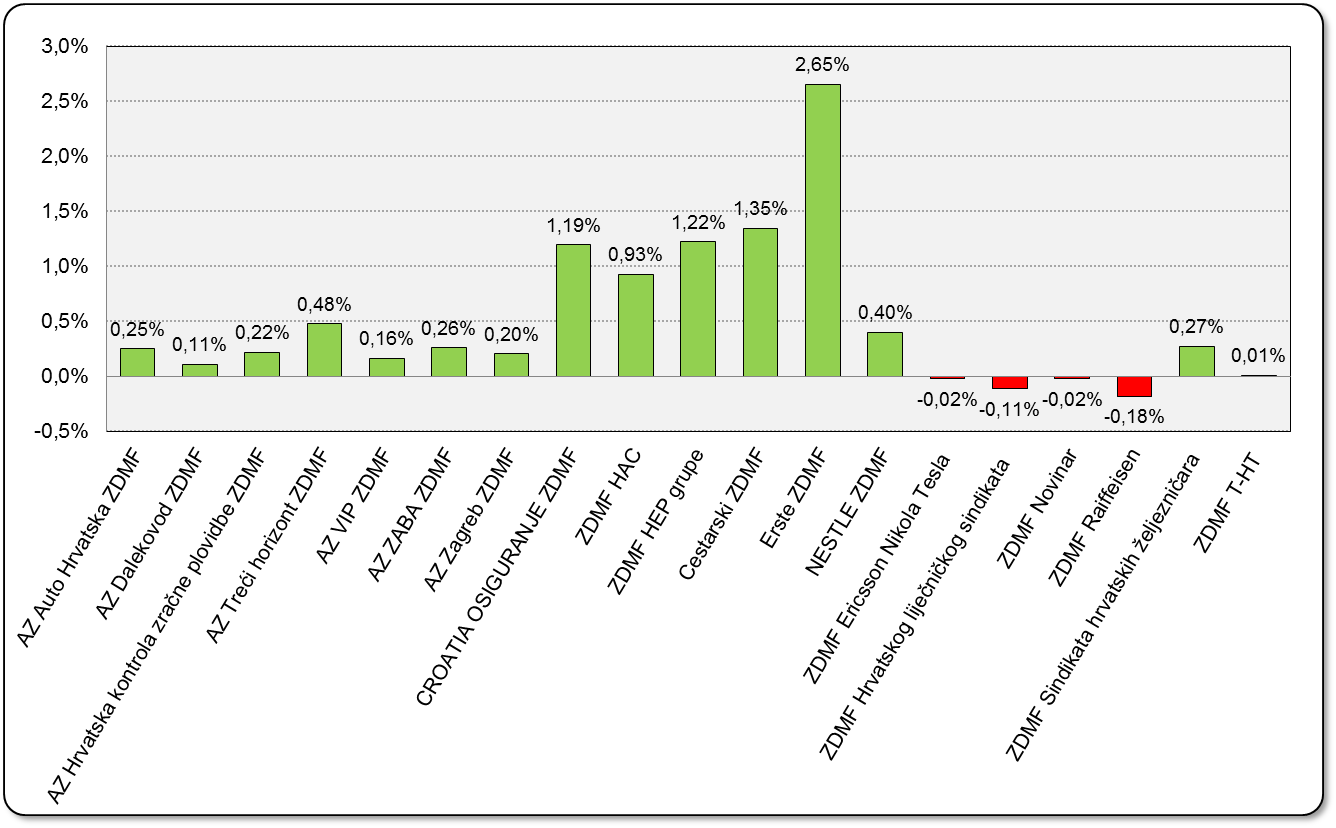 3,0%
2,5%
2,0%
1,5%
1,0%
0,5%
0,0%
-0,5%
0,25%
0,11%
0,22%
0,48%
0,16%
0,26%
0,20%
1,19%
0,93%
1,22%
1,35%
2,65%
0,40%
-0,02%
-0,11%
-0,02%
-0,18%
0,27%
0,01%
AZ Auto Hrvatska ZDMF
AZ Dalekovod ZDMF
AZ Hrvatska kontrola zračne plovidbe ZDMF
AZ Treći horizont ZDMF
AZ VIP ZDMF
AZ ZABA ZDMF
AZ Zagreb ZDMF
CROATIA OSIGURANJE ZDMF
ZDMF HAC
ZDMF HEP grupe
Cestarski ZDMF
Erste ZDMF
NESTLE ZDMF
ZDMF Ericsson Nikola Tesla
ZDMF Hrvatskog liječničkog sindikata
ZDMF Novinar
ZDMF Raiffeisen
ZDMF Sindikata hrvatskih željezničara
ZDMF T-HT